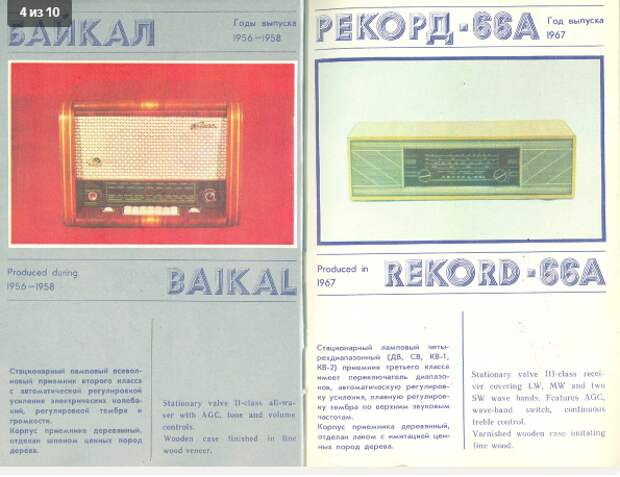 4 из 10
БАЙКАЛ
Годы выпуска
1956—1958
Produced during
1956—1958
BAIKAL
Стационарный ламповый всевол-
новый приемник второго класса
с автоматической регулировкой
усиления электрических колеба-
ний, регулировкой тембра и
громкости.
Корпус приемника деревянный,
отделан шпоном ценных пород
дерева.
Stationary valve II-class all-wa-
ver with AGC, tone and volume
controls.
Wooden case finished in fine
wood veneer.
РЕКОРД-66А
Год выпуска
1967
Produced in
1967
REKORD-66A
Стационарный ламповый четы-
рехдиапазонный (ДВ, СВ, КВ-1,
КВ-2) приемник третьего класса
имеет переключатель диапазо-
нов, автоматическую регулировку
усиления, плавную регулиров-
ку тембра по верхним звуковым
частотам.
Корпус приемника деревянный,
отделан лаком с имитацией цен-
ных пород дерева.
Stationary valve III-class recei-
ver covering LW, MW and two
SW wave bands. Features AGC,
wave-band switch, continuous
treble control.
Varnished wooden case imitating
fine wood.